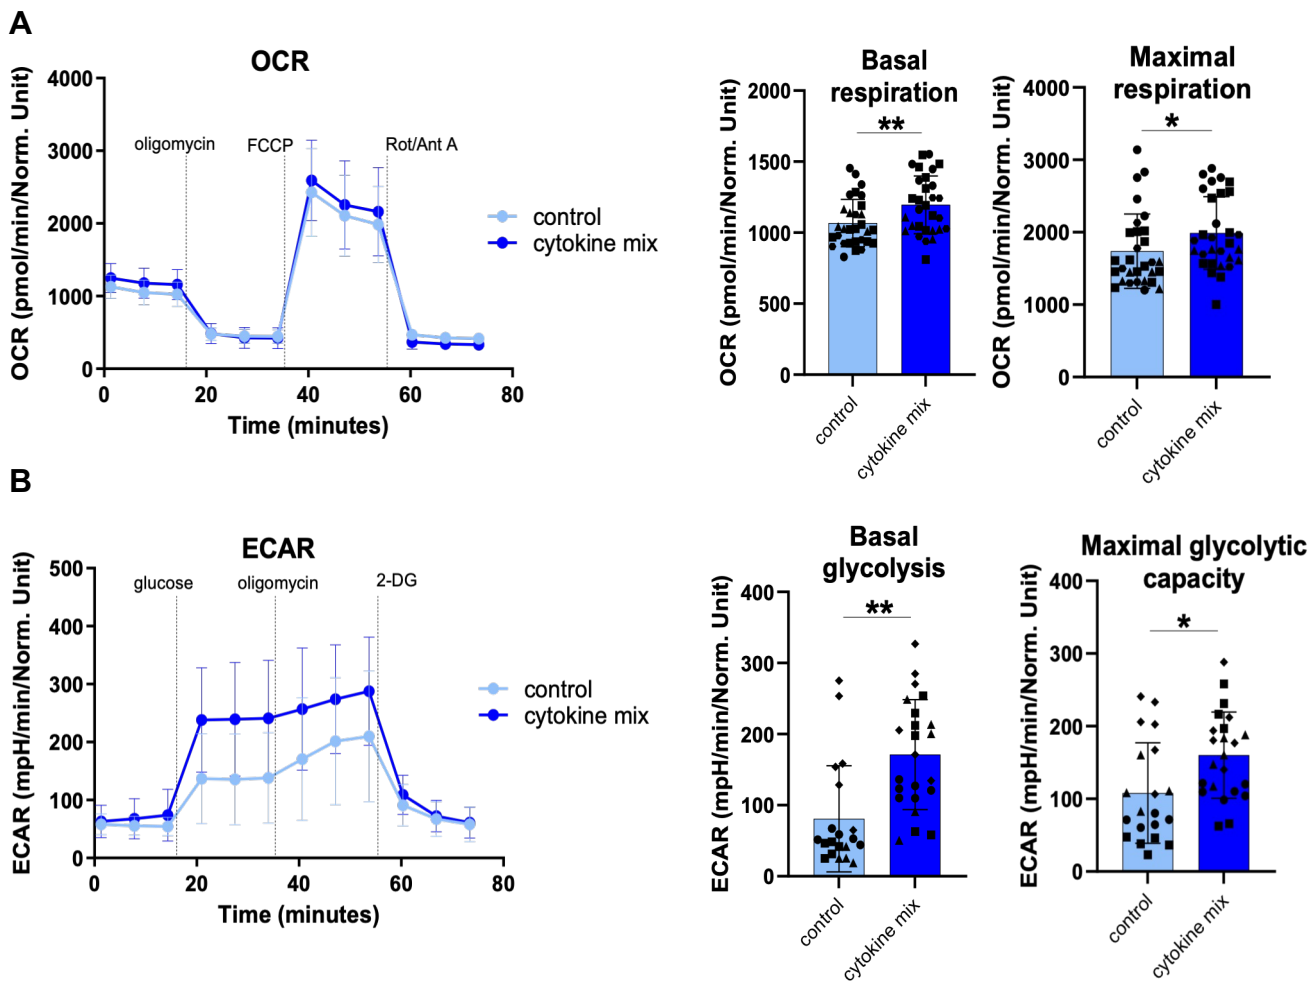 A
OCR
OCR (pmol/min/Norm. Unit)
4000
3000
2000
1000
0
oligomycin
FCCP
Rot/Ant A
control
cytokine mix
0
20
40
60
80
Time (minutes)
Basal
respiration
OCR (pmol/min/Norm. Unit)
2000
1500
1000
500
0
**
control
cytokine mix
Maximal
respiration
OCR (pmol/min/Norm. Unit)
4000
3000
2000
1000
0
*
control
cytokine mix
B
ECAR
ECAR (mpH/min/Norm. Unit)
500
400
300
200
100
0
glucose
oligomycin
2-DG
control
cytokine mix
0
20
40
60
80
Time (minutes)
Basal
glycolysis
ECAR (mpH/min/Norm. Unit)
400
300
200
100
0
**
control
cytokine mix
Maximal glycolytic
capacity
ECAR (mpH/min/Norm. Unit)
400
300
200
100
0
*
control
cytokine mix